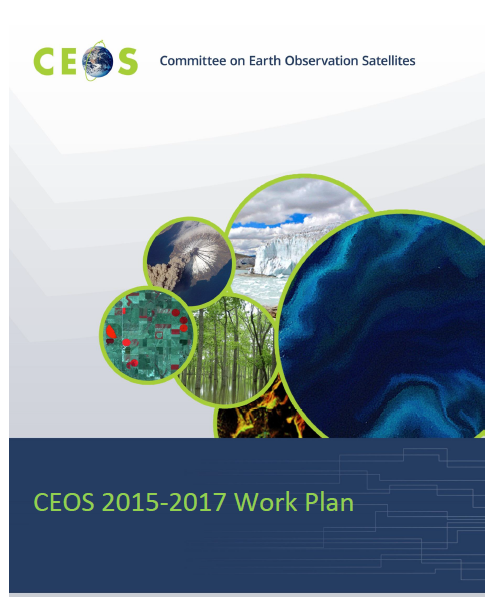 CEOS
Committee on Earth Observation Satellites
CEOS 2015-2017 Work Plan